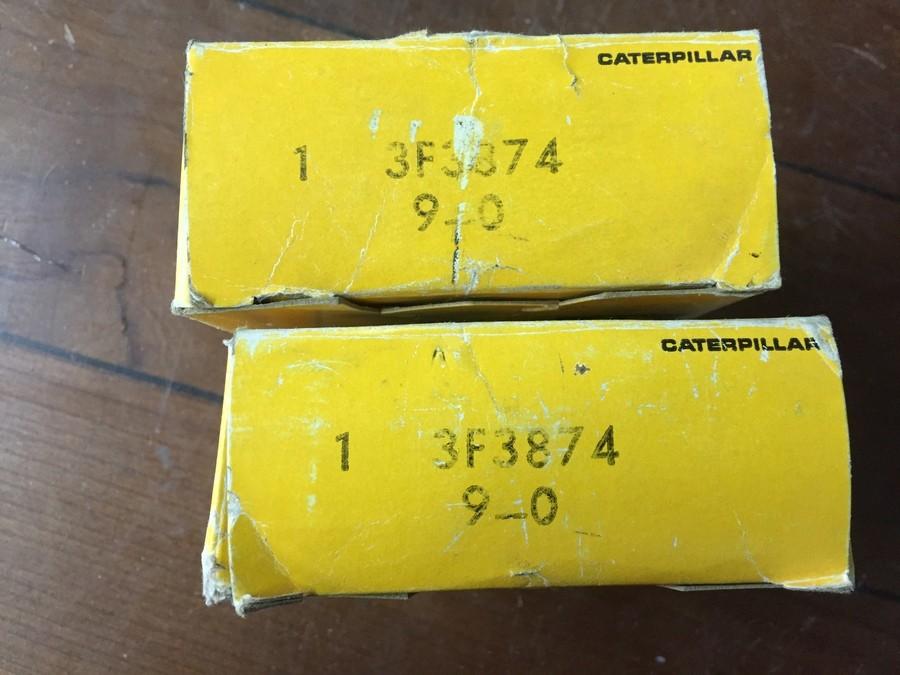 CATERPILLAR
1 3F3874
9-0
CATERPILLAR
1 3F3874
9-0